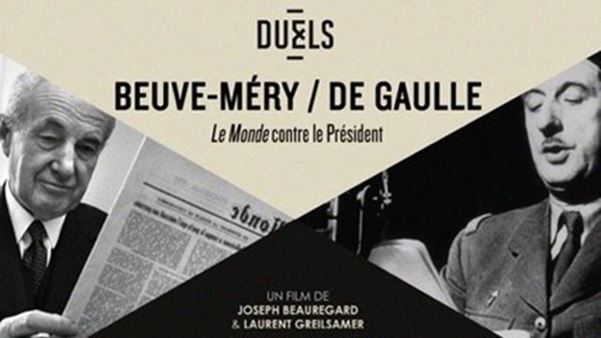 DUELS
BEUVE-MÉRY / DE GAULLE
Le Monde contre le Président
UN FILM DE
JOSEPH BEAUREGARD
& LAURENT GREILSAMER